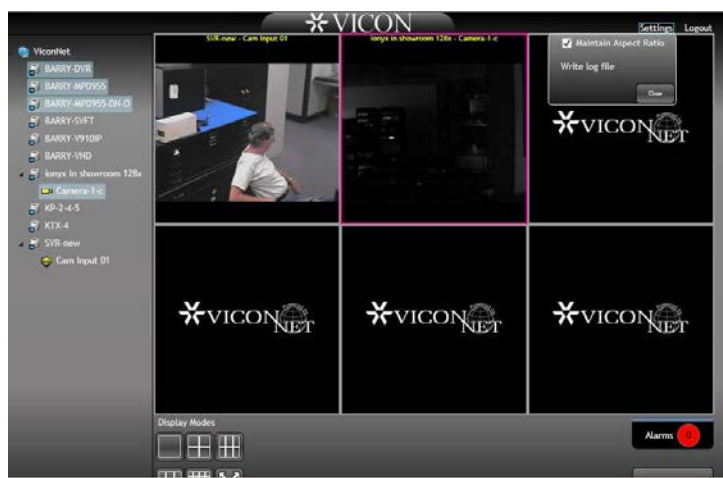 VICON
Settings Logout
SVR-new - Cam Input 01
ionyx in showroom 128x - Camera-1-c
Maintain Aspect Ratio
Write log file
Close
ViconNet
BARRY-DVR
BARRY-MPD955
BARRY-MPD955-DN-O
BARRY-SVFT
BARRY-V910IP
BARRY-VND
ionyx in showroom 128x
Camera-1-c
KP-2-4-5
KTX-4
SVR-new
Cam Input 01
VICON NET
VICON NET
VICON NET
VICON NET
Display Modes
Alarms 0